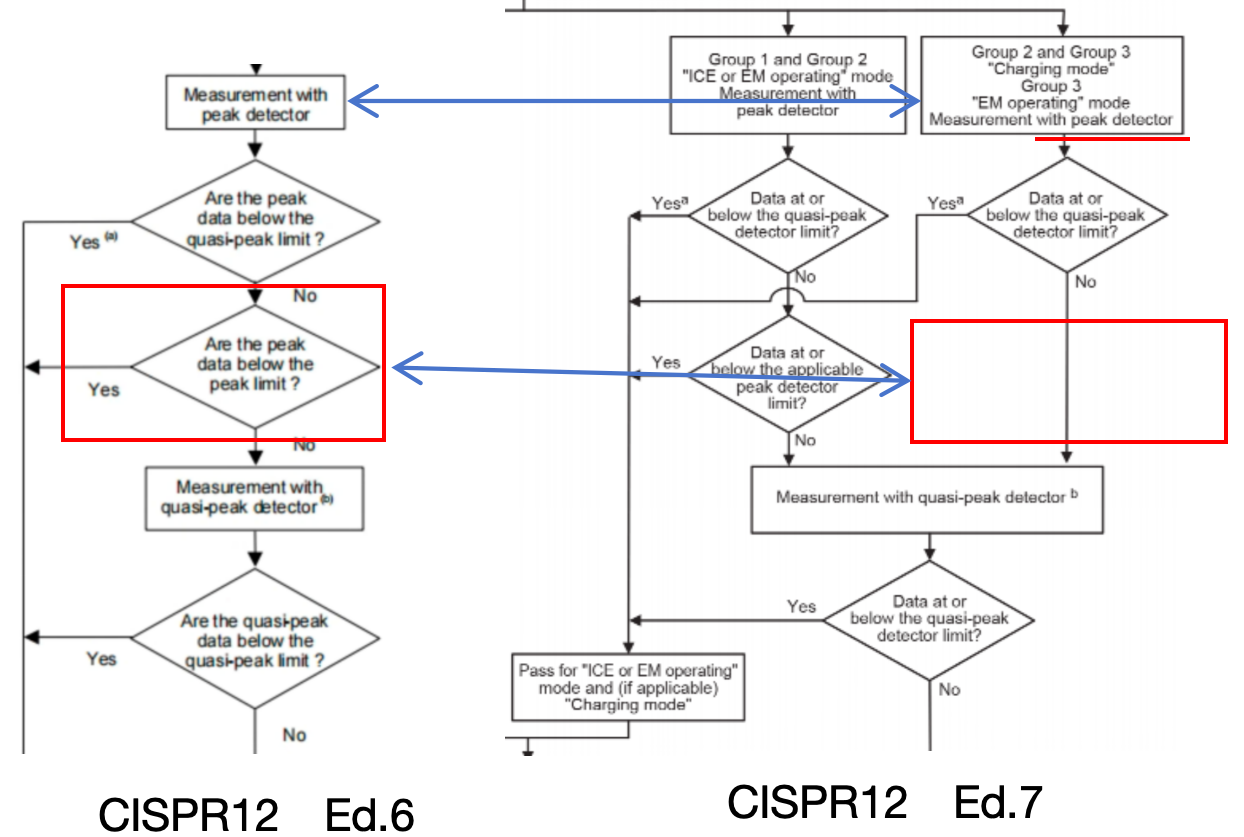 Measurement with
peak detector
Are the peak
data below the
quasi-peak limit ?
Yes (a)
No
Are the peak
data below the
peak limit ?
Yes
No
Measurement with
quasi-peak detector(b)
Are the quasi-peak
data below the
quasi-peak limit ?
Yes
No
CISPR12 Ed.6
Group 1 and Group 2
"ICE or EM operating" mode
Measurement with
peak detector
Group 2 and Group 3
"Charging mode"
Group 3
"EM operating" mode
Measurement with peak detector
Yesa
Data at or
below the quasi-peak
detector limit?
No
Yesa
Data at or
below the quasi-peak
detector limit?
No
Yes
Data at or
below the applicable
peak detector
limit?
No
Measurement with quasi-peak detector b
Yes
Data at or
below the quasi-peak
detector limit?
No
Pass for "ICE or EM operating"
mode and (if applicable)
"Charging mode"
CISPR12 Ed.7